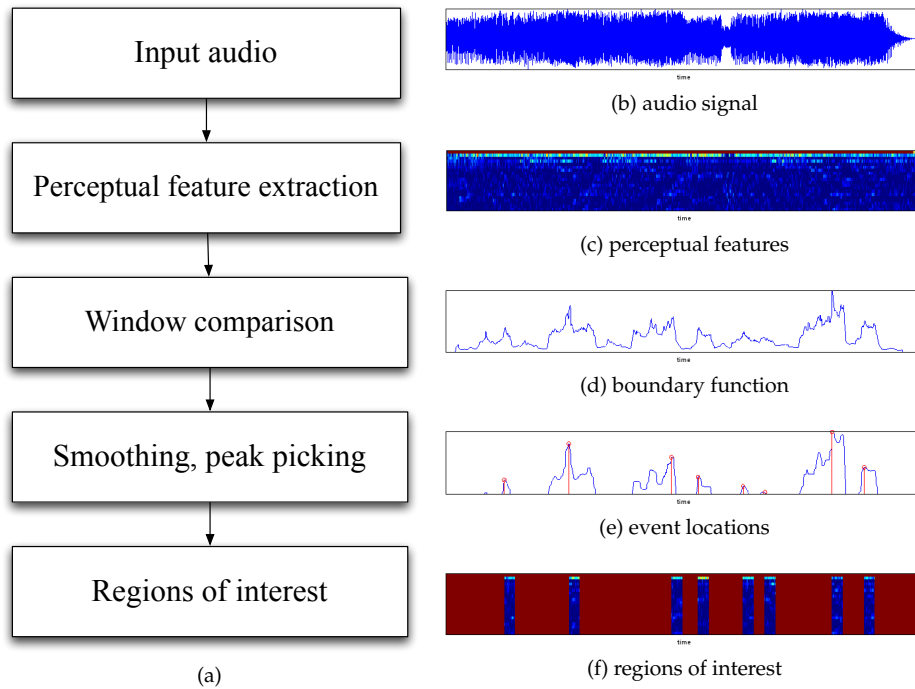 Input audio
Perceptual feature extraction
Window comparison
Smoothing, peak picking
Regions of interest
(a)
time
(b) audio signal
time
(c) perceptual features
time
(d) boundary function
time
(e) event locations
time
(f) regions of interest